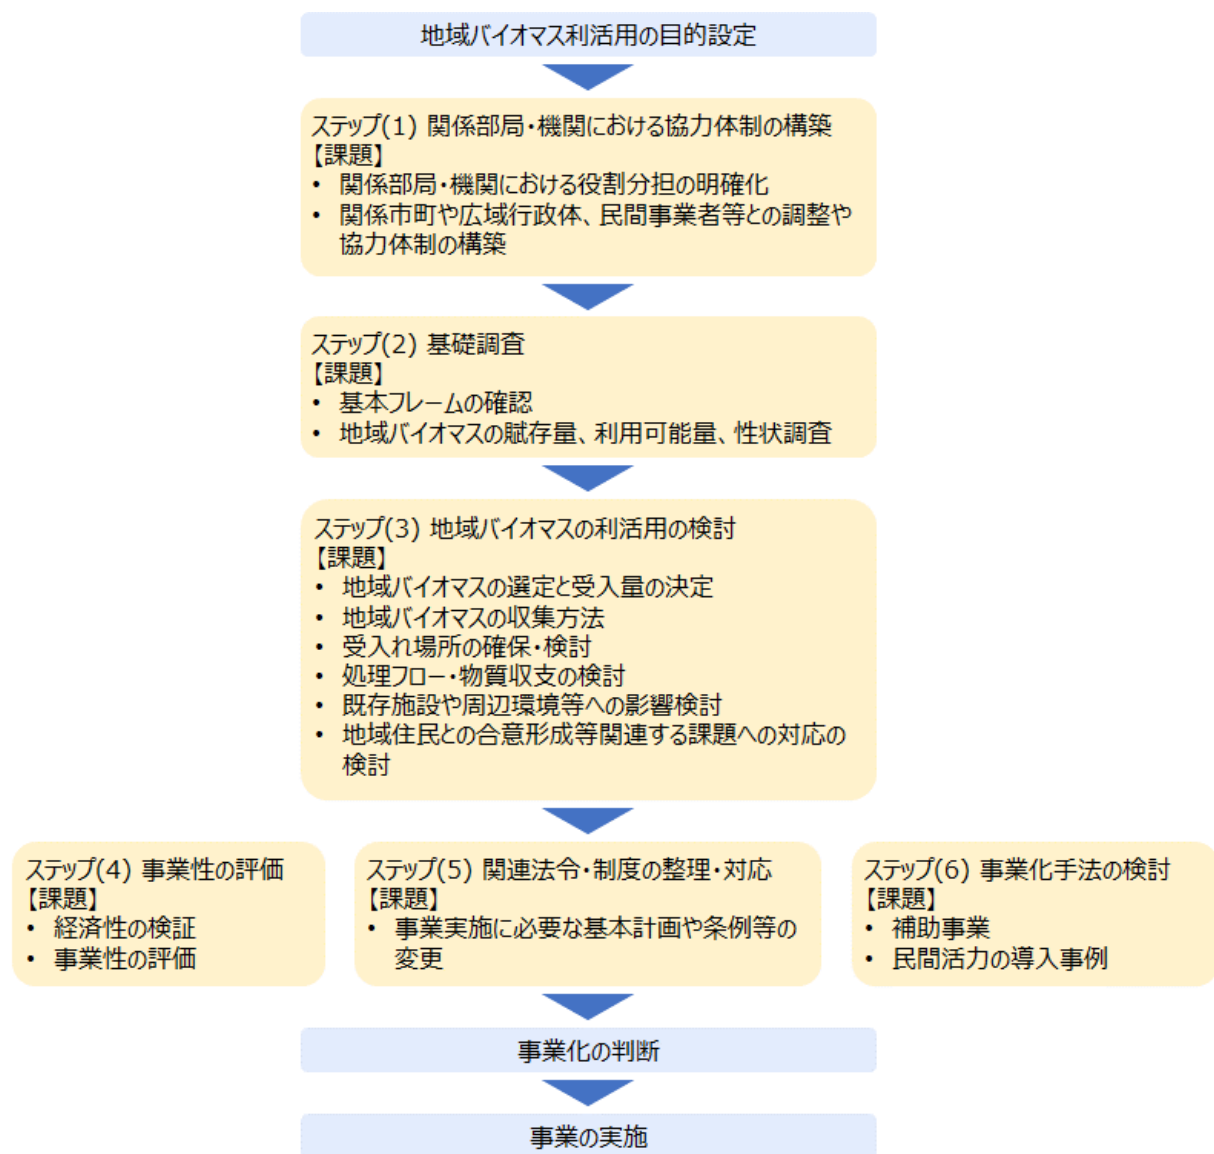 地域バイオマス利活用の目的設定
ステップ(1) 関係部局・機関における協力体制の構築
【課題】
• 関係部局・機関における役割分担の明確化
• 関係市町や広域行政体、民間事業者等との調整や
協力体制の構築
ステップ(2) 基礎調査
【課題】
• 基本フレームの確認
• 地域バイオマスの賦存量、利用可能量、性状調査
ステップ(3) 地域バイオマスの利活用の検討
【課題】
• 地域バイオマスの選定と受入量の決定
• 地域バイオマスの収集方法
• 受入れ場所の確保・検討
• 処理フロー・物質収支の検討
• 既存施設や周辺環境等への影響検討
• 地域住民との合意形成等関連する課題への対応の
検討
ステップ(4) 事業性の評価
【課題】
• 経済性の検証
• 事業性の評価
ステップ(5) 関連法令・制度の整理・対応
【課題】
• 事業実施に必要な基本計画や条例等の
変更
ステップ(6) 事業化手法の検討
【課題】
• 補助事業
• 民間活力の導入事例
事業化の判断
事業の実施